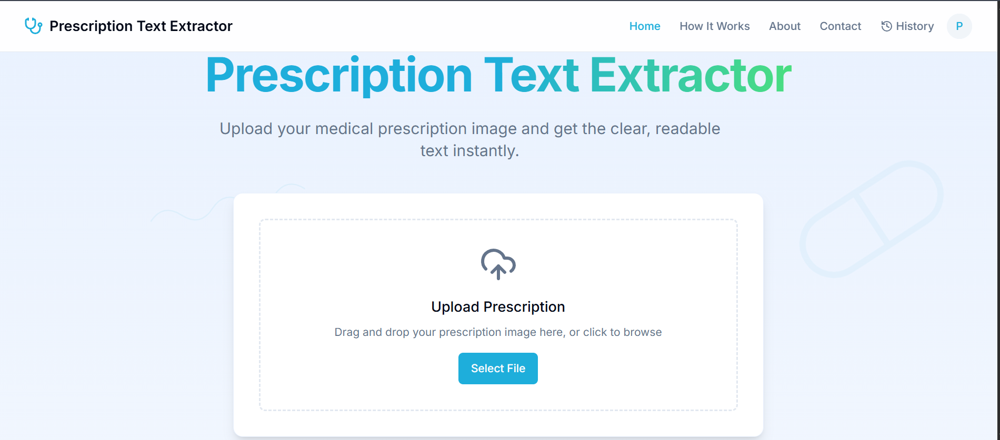 Prescription Text Extractor
Home
How It Works
About
Contact
History
P
Prescription Text Extractor
Upload your medical prescription image and get the clear, readable
text instantly.
Upload Prescription
Drag and drop your prescription image here, or click to browse
Select File